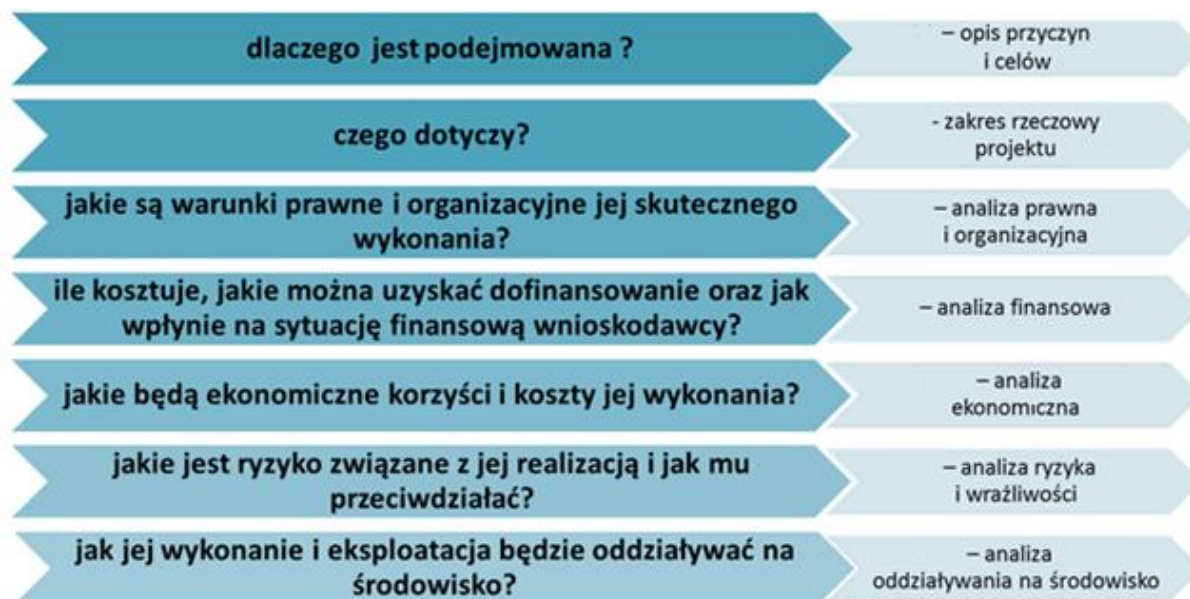 dlaczego jest podejmowana ?
– opis przyczyn
i celów
czego dotyczy?
- zakres rzeczowy
projektu
jakie są warunki prawne i organizacyjne jej skutecznego
wykonania?
– analiza prawna
i organizacyjna
ile kosztuje, jakie można uzyskać dofinansowanie oraz jak
wpłynie na sytuację finansową wnioskodawcy?
– analiza finansowa
jakie będą ekonomiczne korzyści i koszty jej wykonania?
– analiza
ekonomiczna
jakie jest ryzyko związane z jej realizacją i jak mu
przeciwdziałać?
– analiza ryzyka
i wrażliwości
jak jej wykonanie i eksploatacja będzie oddziaływać na
środowisko?
– analiza
oddziaływania na środowisko